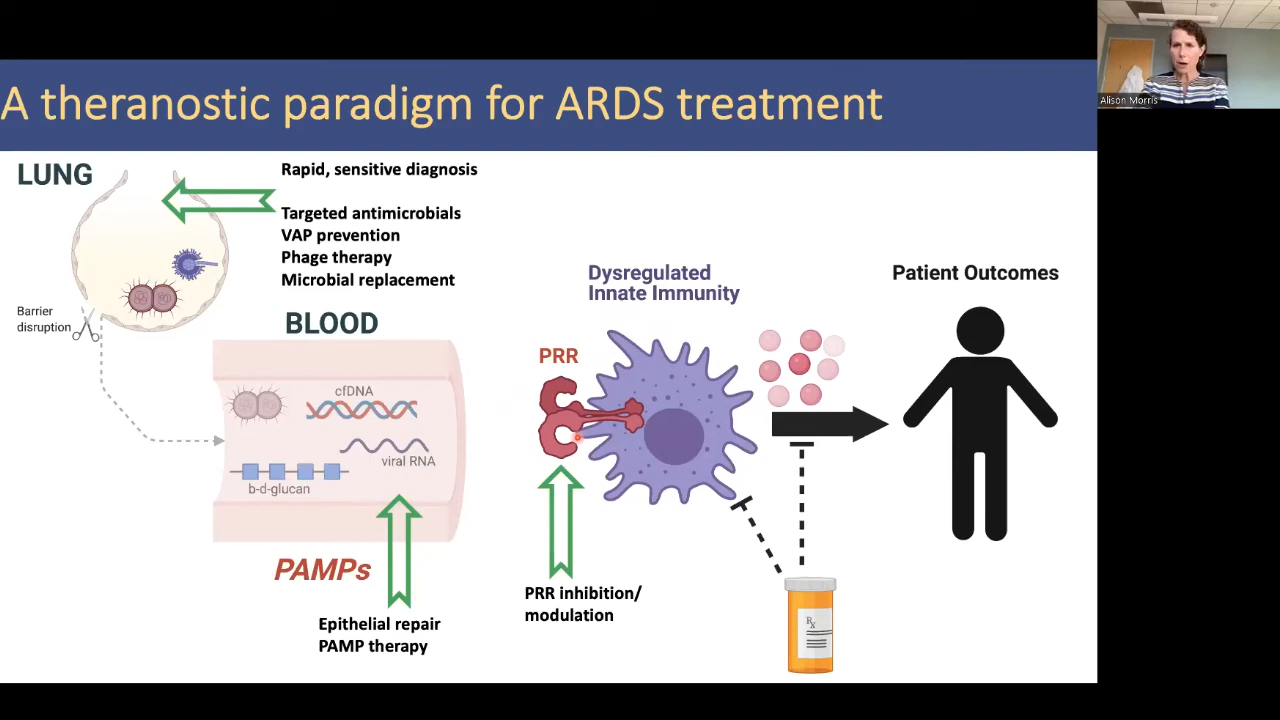 A theranostic paradigm for ARDS treatment
Alison Morris
LUNG
Rapid, sensitive diagnosis
Targeted antimicrobials
VAP prevention
Phage therapy
Microbial replacement
Barrier
disruption
BLOOD
cfDNA
viral RNA
b-d-glucan
PAMPs
Epithelial repair
PAMP therapy
PRR
Dysregulated
Innate Immunity
PRR inhibition/
modulation
Patient Outcomes
Rx